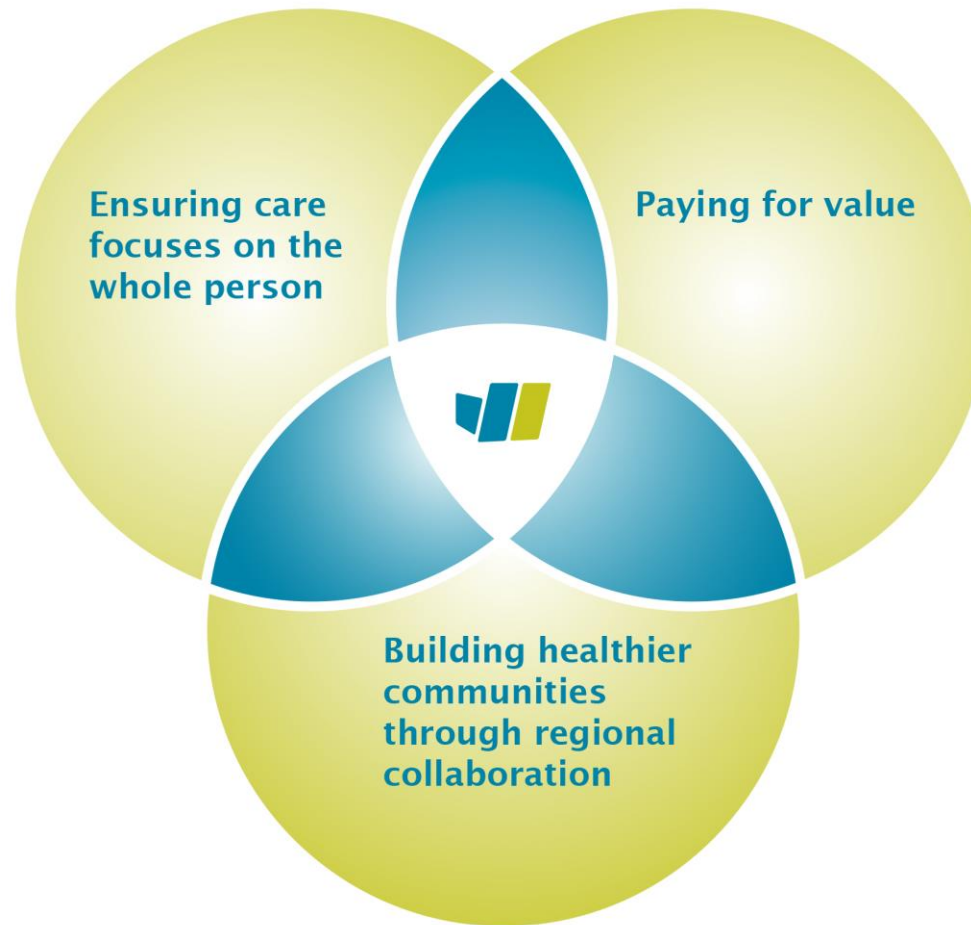 Ensuring care
focuses on the
whole person
Paying for value
Building healthier
communities
through regional
collaboration